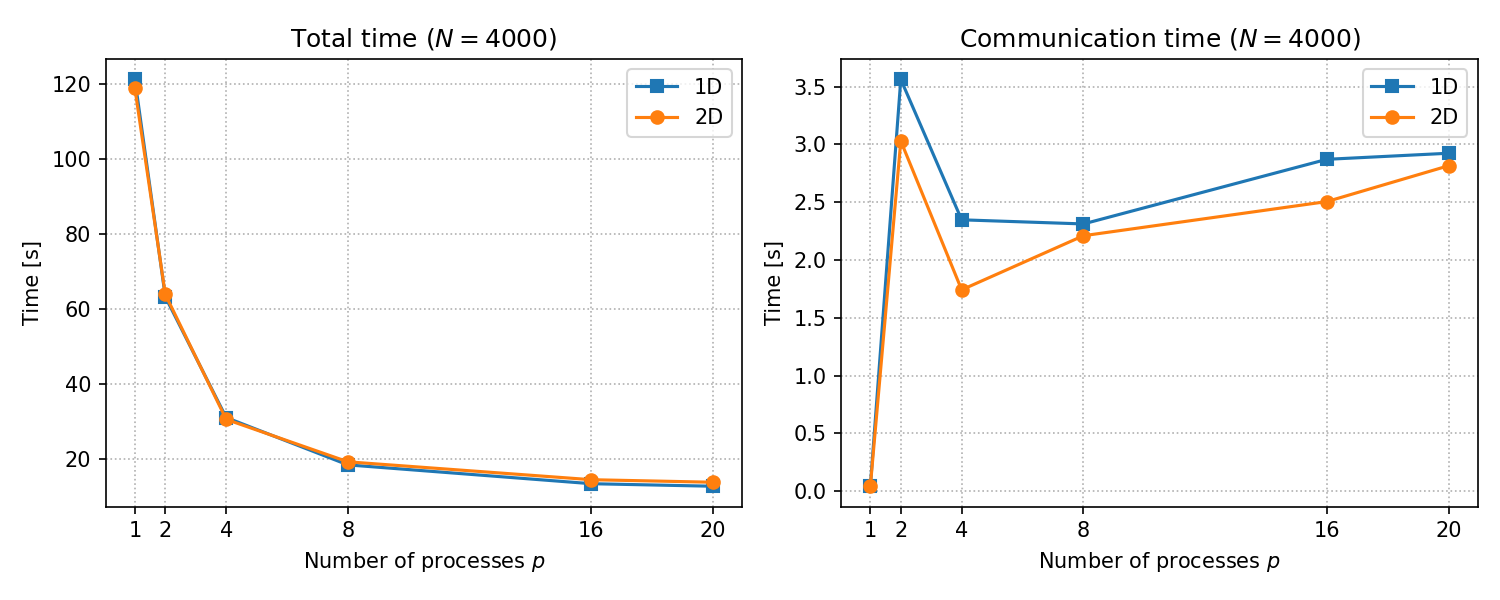 Total time (N = 4000)
Time [s]
120
100
80
60
40
20
1D
2D
1 2 4 8 16 20
Number of processes p
Communication time (N = 4000)
Time [s]
3.5
3.0
2.5
2.0
1.5
1.0
0.5
0.0
1D
2D
1 2 4 8 16 20
Number of processes p